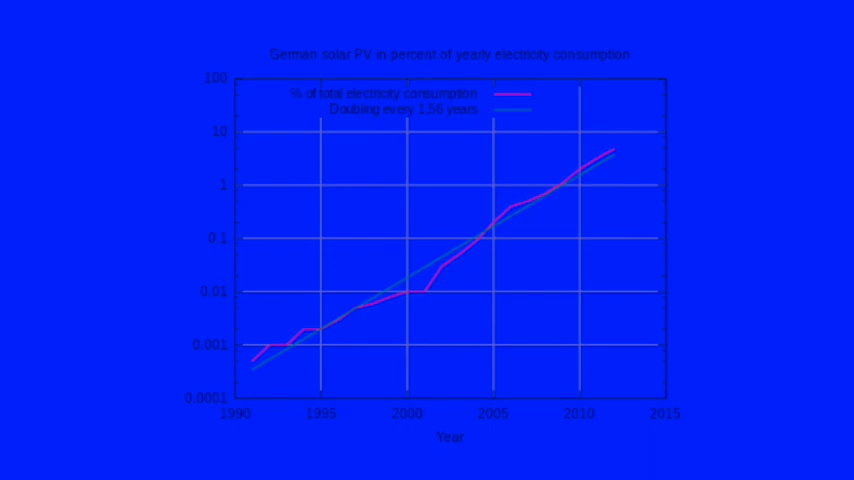 German solar PV in percent of yearly electricity consumption
100
% of total electricity consumption
Doubling every 1.56 years
10
1
0.1
0.01
0.001
0.0001
1990 1995 2000 2005 2010 2015
Year